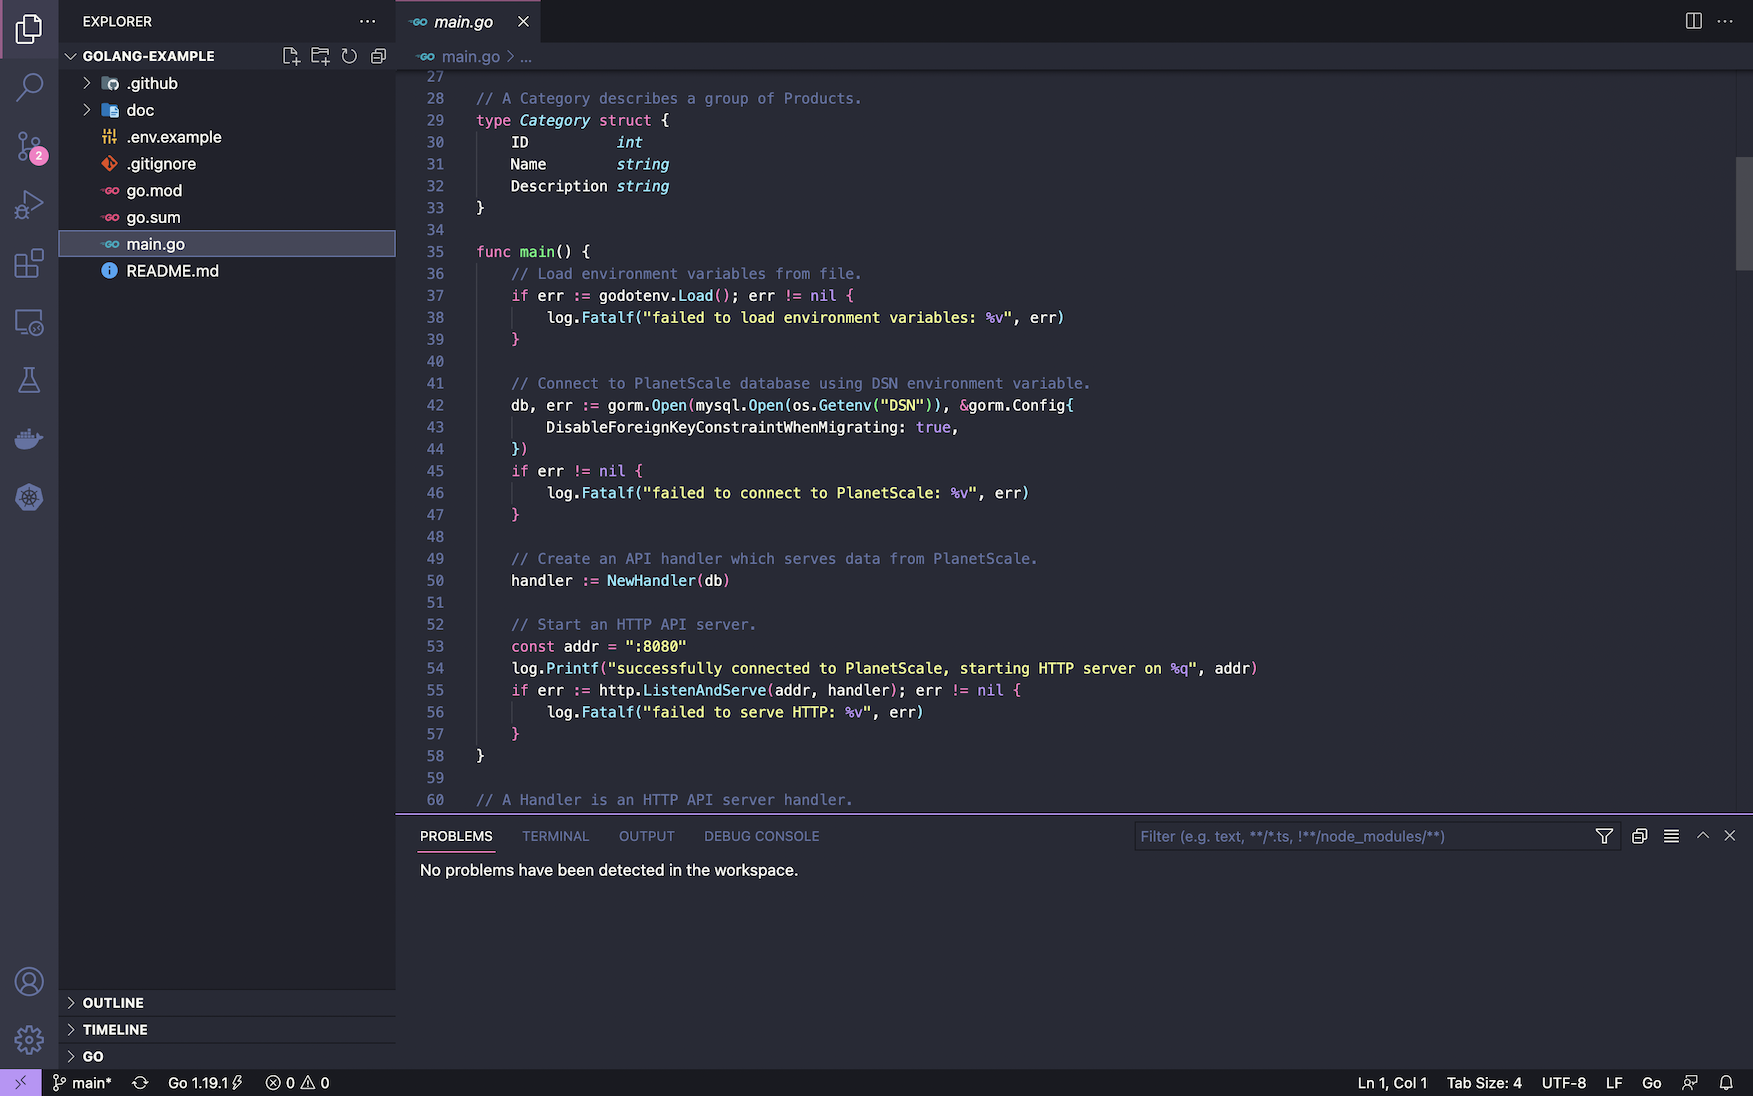 EXPLORER
GOLANG-EXAMPLE
.github
doc
.env.example
.gitignore
go.mod
go.sum
main.go
README.md
OUTLINE
TIMELINE
GO
main.go
main.go > ...
27
28 // A Category describes a group of Products.
29 type Category struct {
30     ID          int
31     Name        string
32     Description string
33 }
34
35 func main() {
36     // Load environment variables from file.
37     if err := godotenv.Load(); err != nil {
38         log.Fatalf("failed to load environment variables: %v", err)
39     }
40
41     // Connect to PlanetScale database using DSN environment variable.
42     db, err := gorm.Open(mysql.Open(os.Getenv("DSN")), &gorm.Config{
43         DisableForeignKeyConstraintWhenMigrating: true,
44     })
45     if err != nil {
46         log.Fatalf("failed to connect to PlanetScale: %v", err)
47     }
48
49     // Create an API handler which serves data from PlanetScale.
50     handler := NewHandler(db)
51
52     // Start an HTTP API server.
53     const addr = ":8080"
54     log.Printf("successfully connected to PlanetScale, starting HTTP server on %q", addr)
55     if err := http.ListenAndServe(addr, handler); err != nil {
56         log.Fatalf("failed to serve HTTP: %v", err)
57     }
58 }
59
60 // A Handler is an HTTP API server handler.
PROBLEMS TERMINAL OUTPUT DEBUG CONSOLE Filter (e.g. text, **/*.ts, !**/node_modules/**)
No problems have been detected in the workspace.
2
main* Go 1.19.1 0 0 Ln 1, Col 1 Tab Size: 4 UTF-8 LF Go